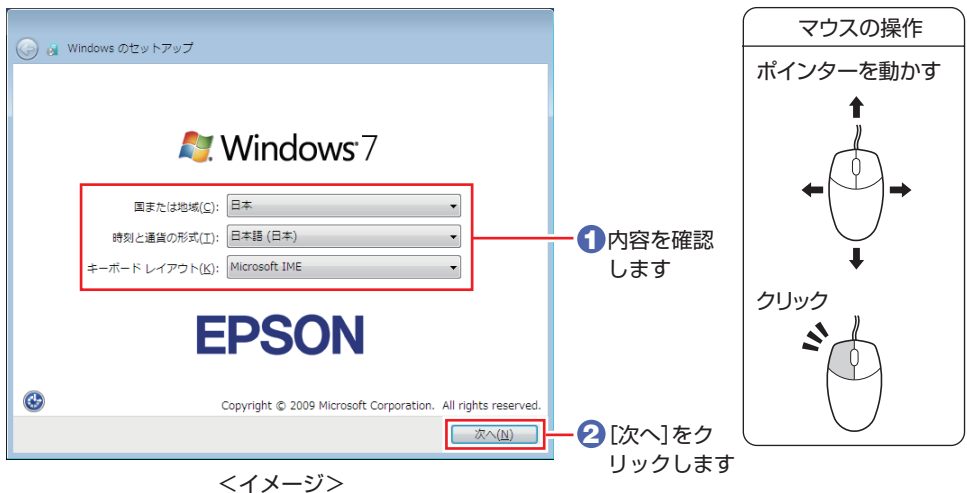 Windows のセットアップ
Windows 7
国または地域(C): 日本
時刻と通貨の形式(T): 日本語 (日本)
キーボード レイアウト(K): Microsoft IME
EPSON
Copyright © 2009 Microsoft Corporation. All rights reserved.
次へ(N)
<イメージ>
1 内容を確認
します
2 [次へ]をク
リックします
マウスの操作
ポインターを動かす
クリック